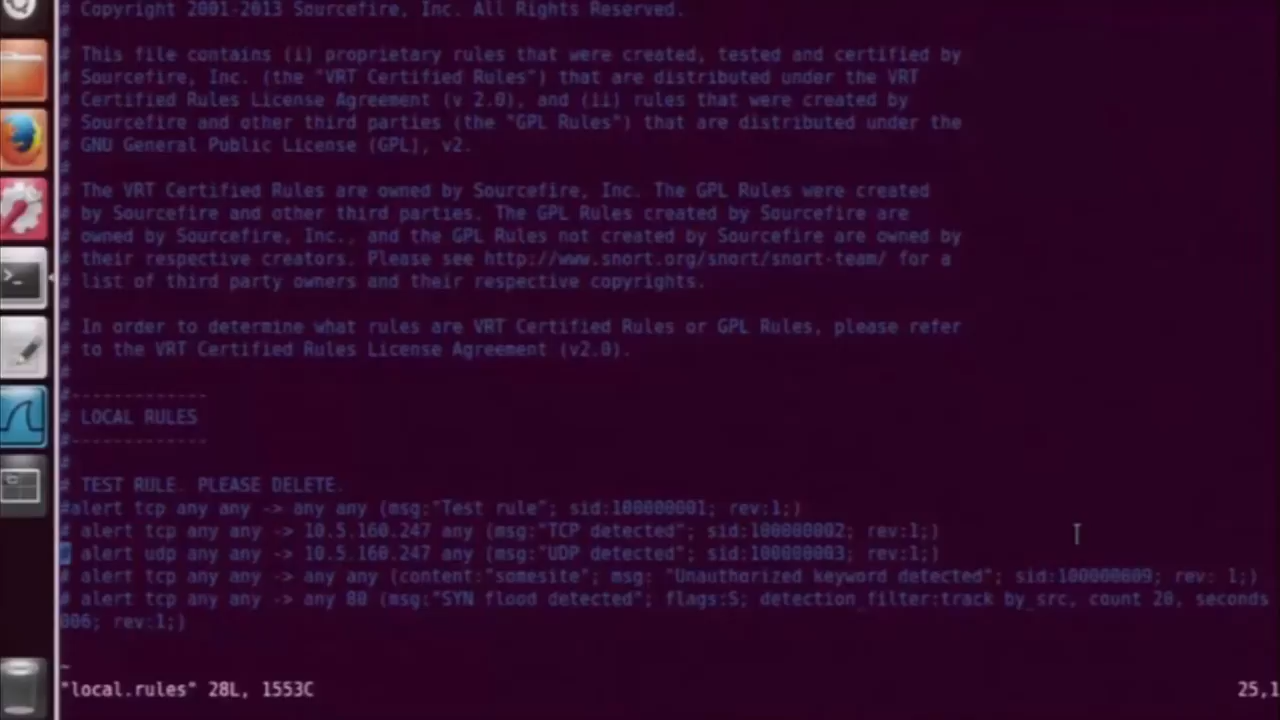 # Copyright 2001-2013 Sourcefire, Inc. All Rights Reserved.
#
# This file contains (i) proprietary rules that were created, tested and certified by
# Sourcefire, Inc. (the "VRT Certified Rules") that are distributed under the VRT
# Certified Rules License Agreement (v 2.0), and (ii) rules that were created by
# Sourcefire and other third parties (the "GPL Rules") that are distributed under the
# GNU General Public License (GPL), v2.
#
# The VRT Certified Rules are owned by Sourcefire, Inc. The GPL Rules were created
# by Sourcefire and other third parties. The GPL Rules created by Sourcefire are
# owned by Sourcefire, Inc., and the GPL Rules not created by Sourcefire are owned by
# their respective creators. Please see http://www.snort.org/snort/snort-team/ for a
# list of third party owners and their respective copyrights.
#
# In order to determine what rules are VRT Certified Rules or GPL Rules, please refer
# to the VRT Certified Rules License Agreement (v2.0).
#
#-------------
# LOCAL RULES
#-------------
#
# TEST RULE. PLEASE DELETE.
#alert tcp any any -> any any (msg:"Test rule"; sid:100000001; rev:1;)
# alert tcp any any -> 10.5.160.247 any (msg:"TCP detected"; sid:100000002; rev:1;)
# alert udp any any -> 10.5.160.247 any (msg:"UDP detected"; sid:100000003; rev:1;)
# alert tcp any any -> any any (content:"somesite"; msg: "Unauthorized keyword detected"; sid:100000009; rev: 1;)
# alert tcp any any -> any 80 (msg:"SYN flood detected"; flags:S; detection_filter:track by_src, count 20, seconds
006; rev:1;)
~
"local.rules" 28L, 1553C 25,1